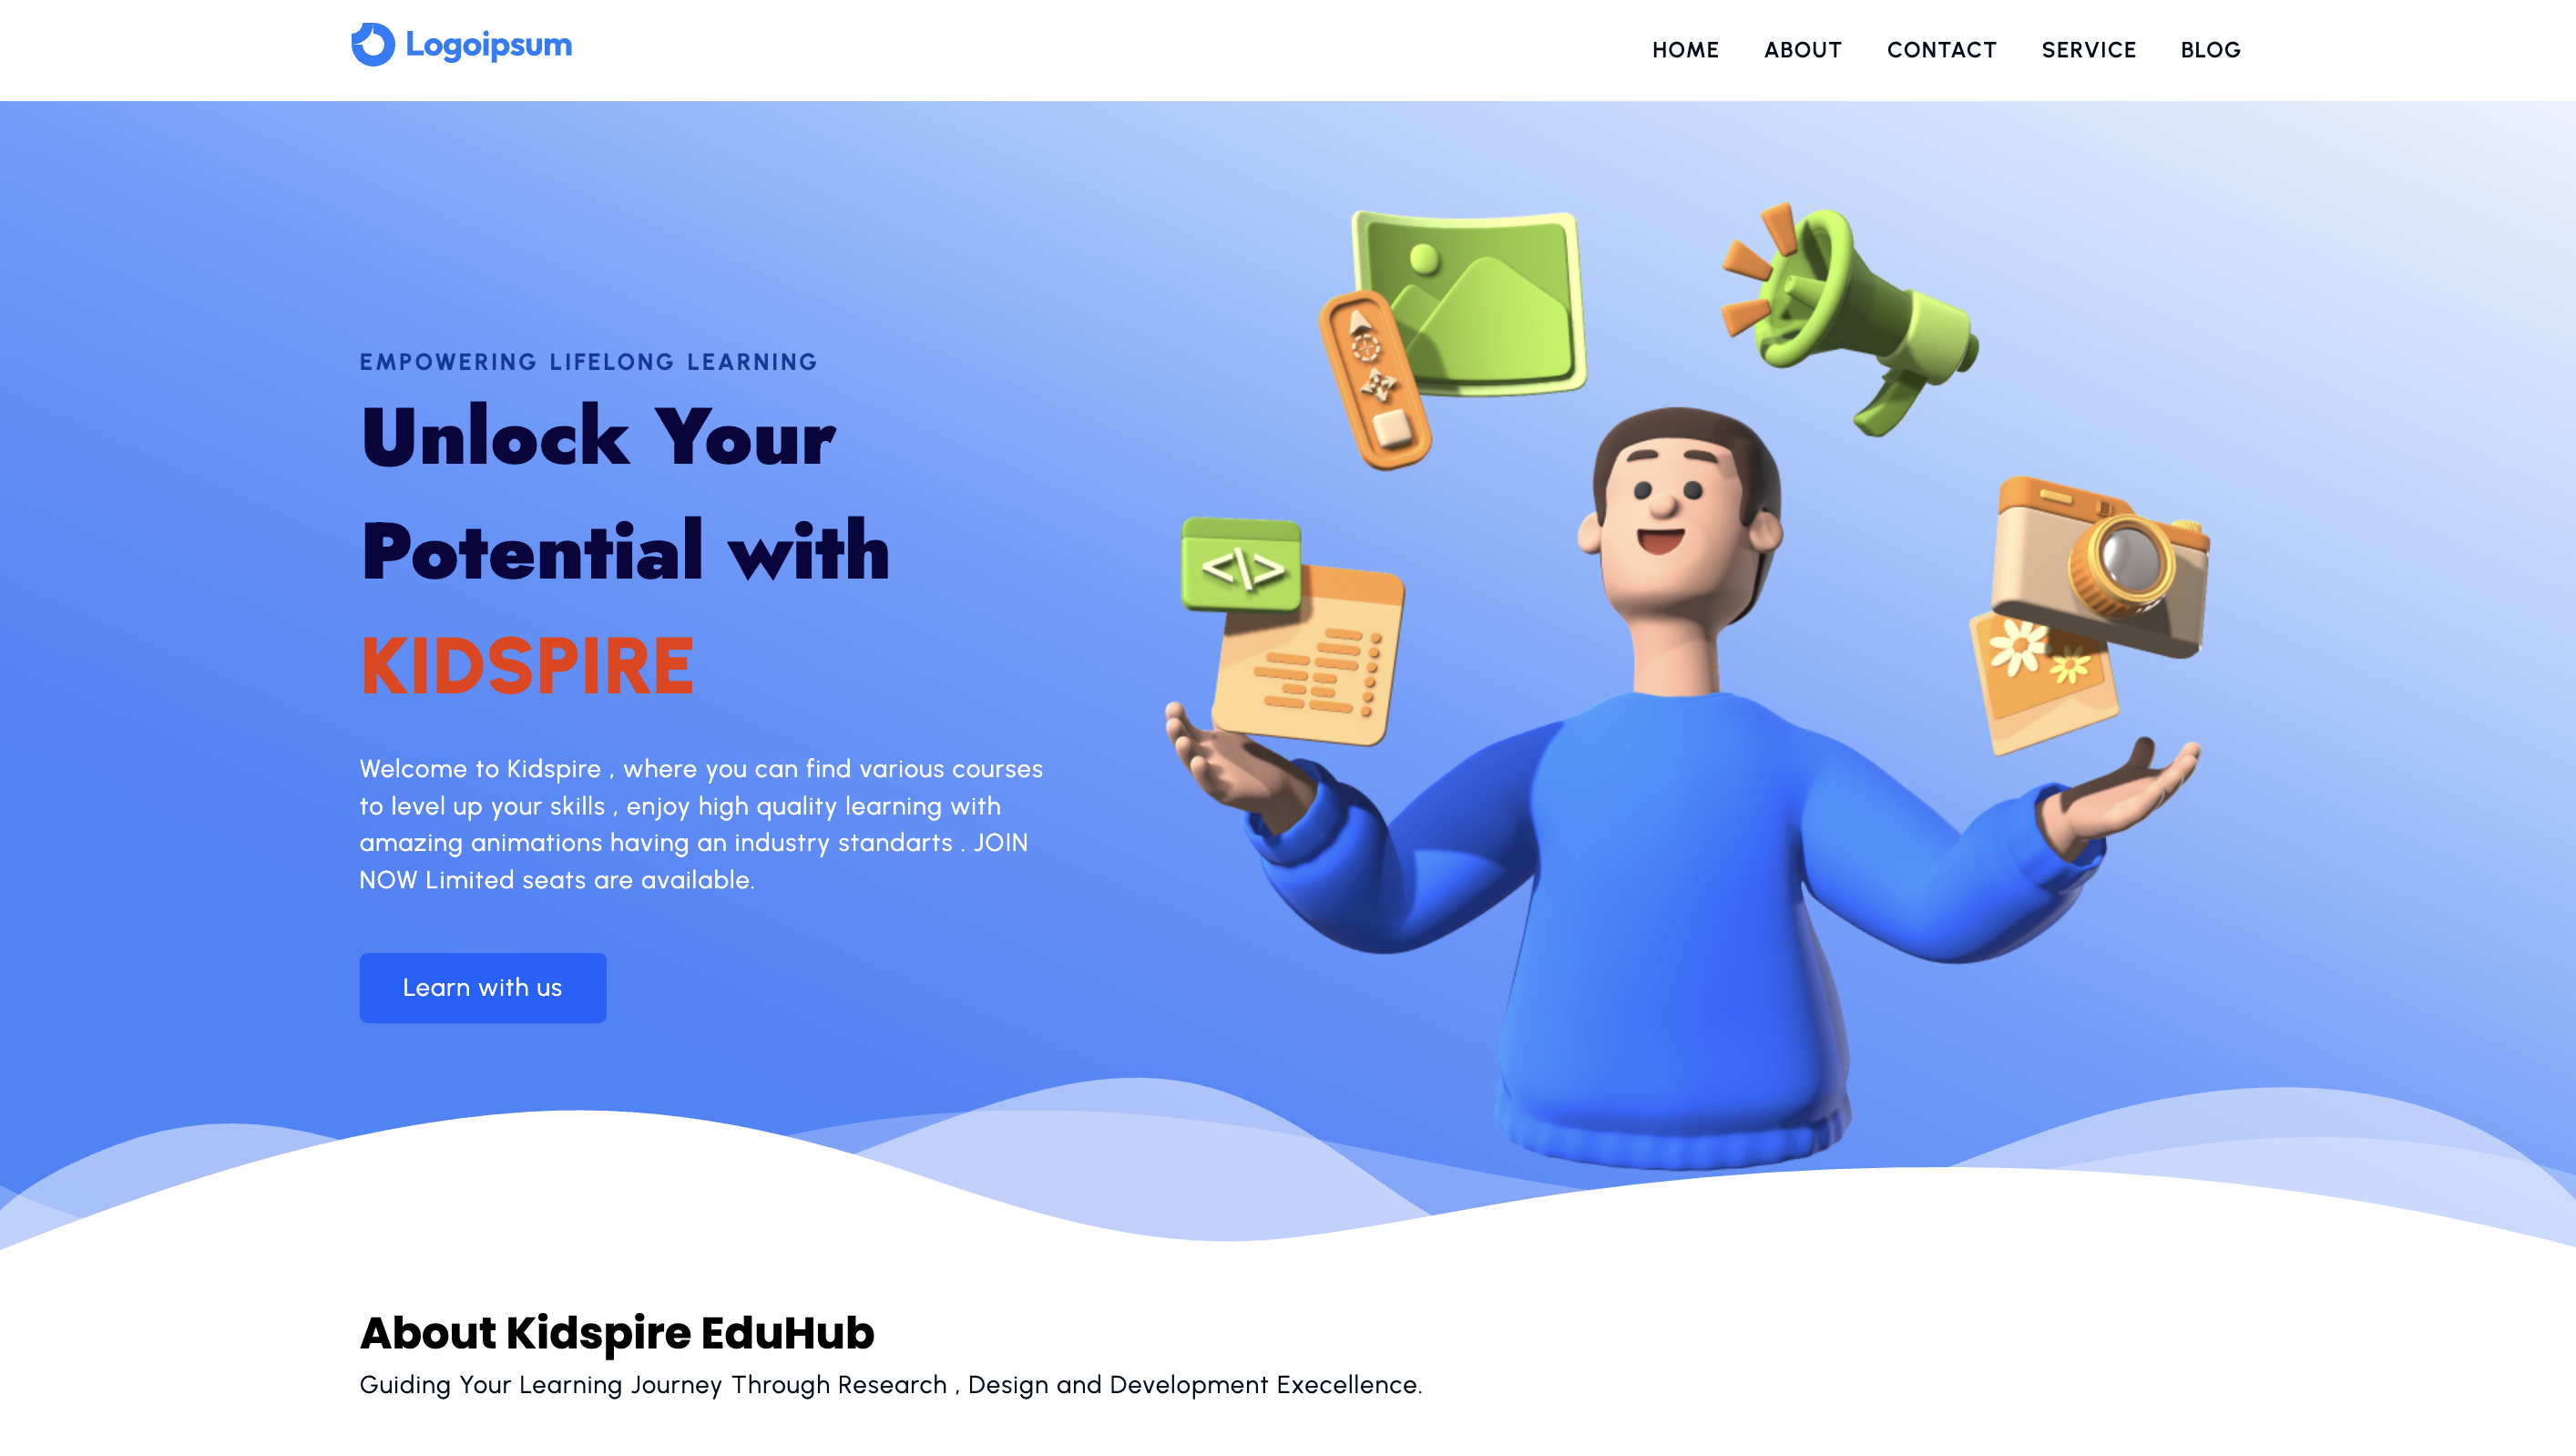 Logoipsum
HOME ABOUT CONTACT SERVICE BLOG
EMPOWERING LIFELONG LEARNING
Unlock Your
Potential with
KIDSPIRE
Welcome to Kidspire , where you can find various courses
to level up your skills , enjoy high quality learning with
amazing animations having an industry standarts . JOIN
NOW Limited seats are available.
Learn with us
</>
About Kidspire EduHub
Guiding Your Learning Journey Through Research , Design and Development Execellence.